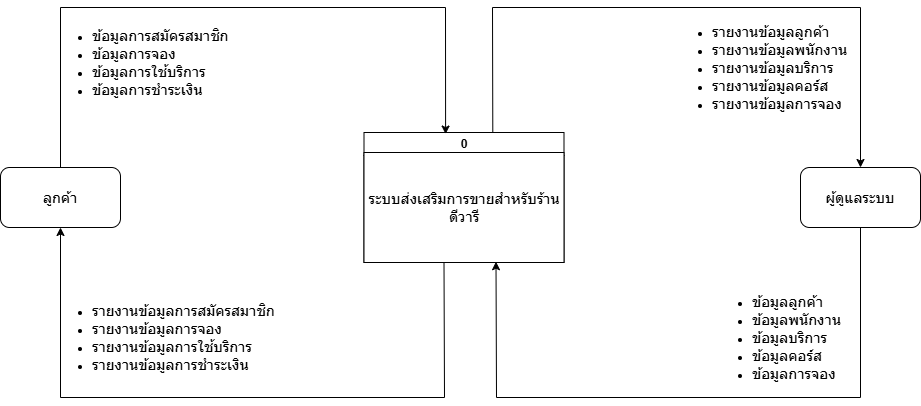 ข้อมูลการสมัครสมาชิก
ข้อมูลการจอง
ข้อมูลการใช้บริการ
ข้อมูลการชำระเงิน
รายงานข้อมูลลูกค้า
รายงานข้อมูลพนักงาน
รายงานข้อมูลบริการ
รายงานข้อมูลคอร์ส
รายงานข้อมูลการจอง
0
ลูกค้า
ระบบส่งเสริมการขายสำหรับร้าน
ดีวารี
ผู้ดูแลระบบ
รายงานข้อมูลการสมัครสมาชิก
รายงานข้อมูลการจอง
รายงานข้อมูลการใช้บริการ
รายงานข้อมูลการชำระเงิน
ข้อมูลลูกค้า
ข้อมูลพนักงาน
ข้อมูลบริการ
ข้อมูลคอร์ส
ข้อมูลการจอง